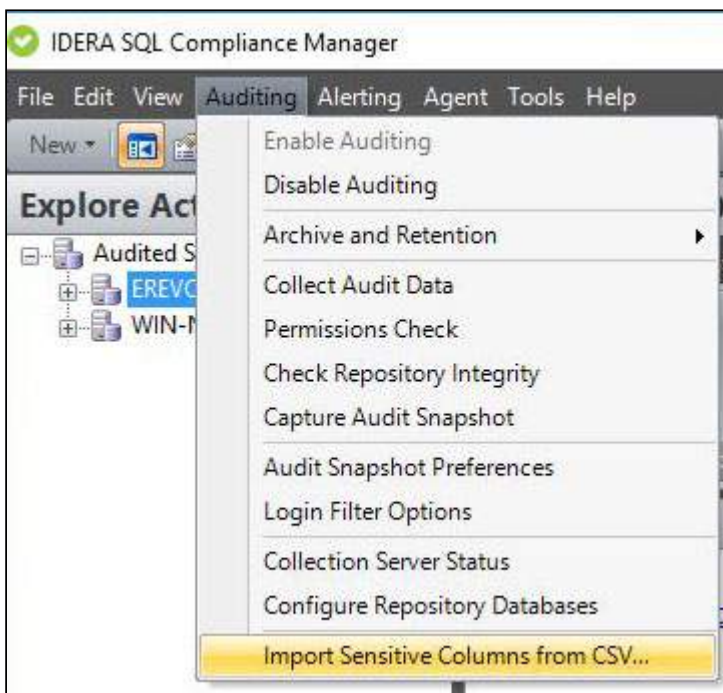 IDERA SQL Compliance Manager
File Edit View Auditing Alerting Agent Tools Help
New
Enable Auditing
Disable Auditing
Explore Act
Archive and Retention
Audited S
Collect Audit Data
EREVO
Permissions Check
WIN-N
Check Repository Integrity
Capture Audit Snapshot
Audit Snapshot Preferences
Login Filter Options
Collection Server Status
Configure Repository Databases
Import Sensitive Columns from CSV...